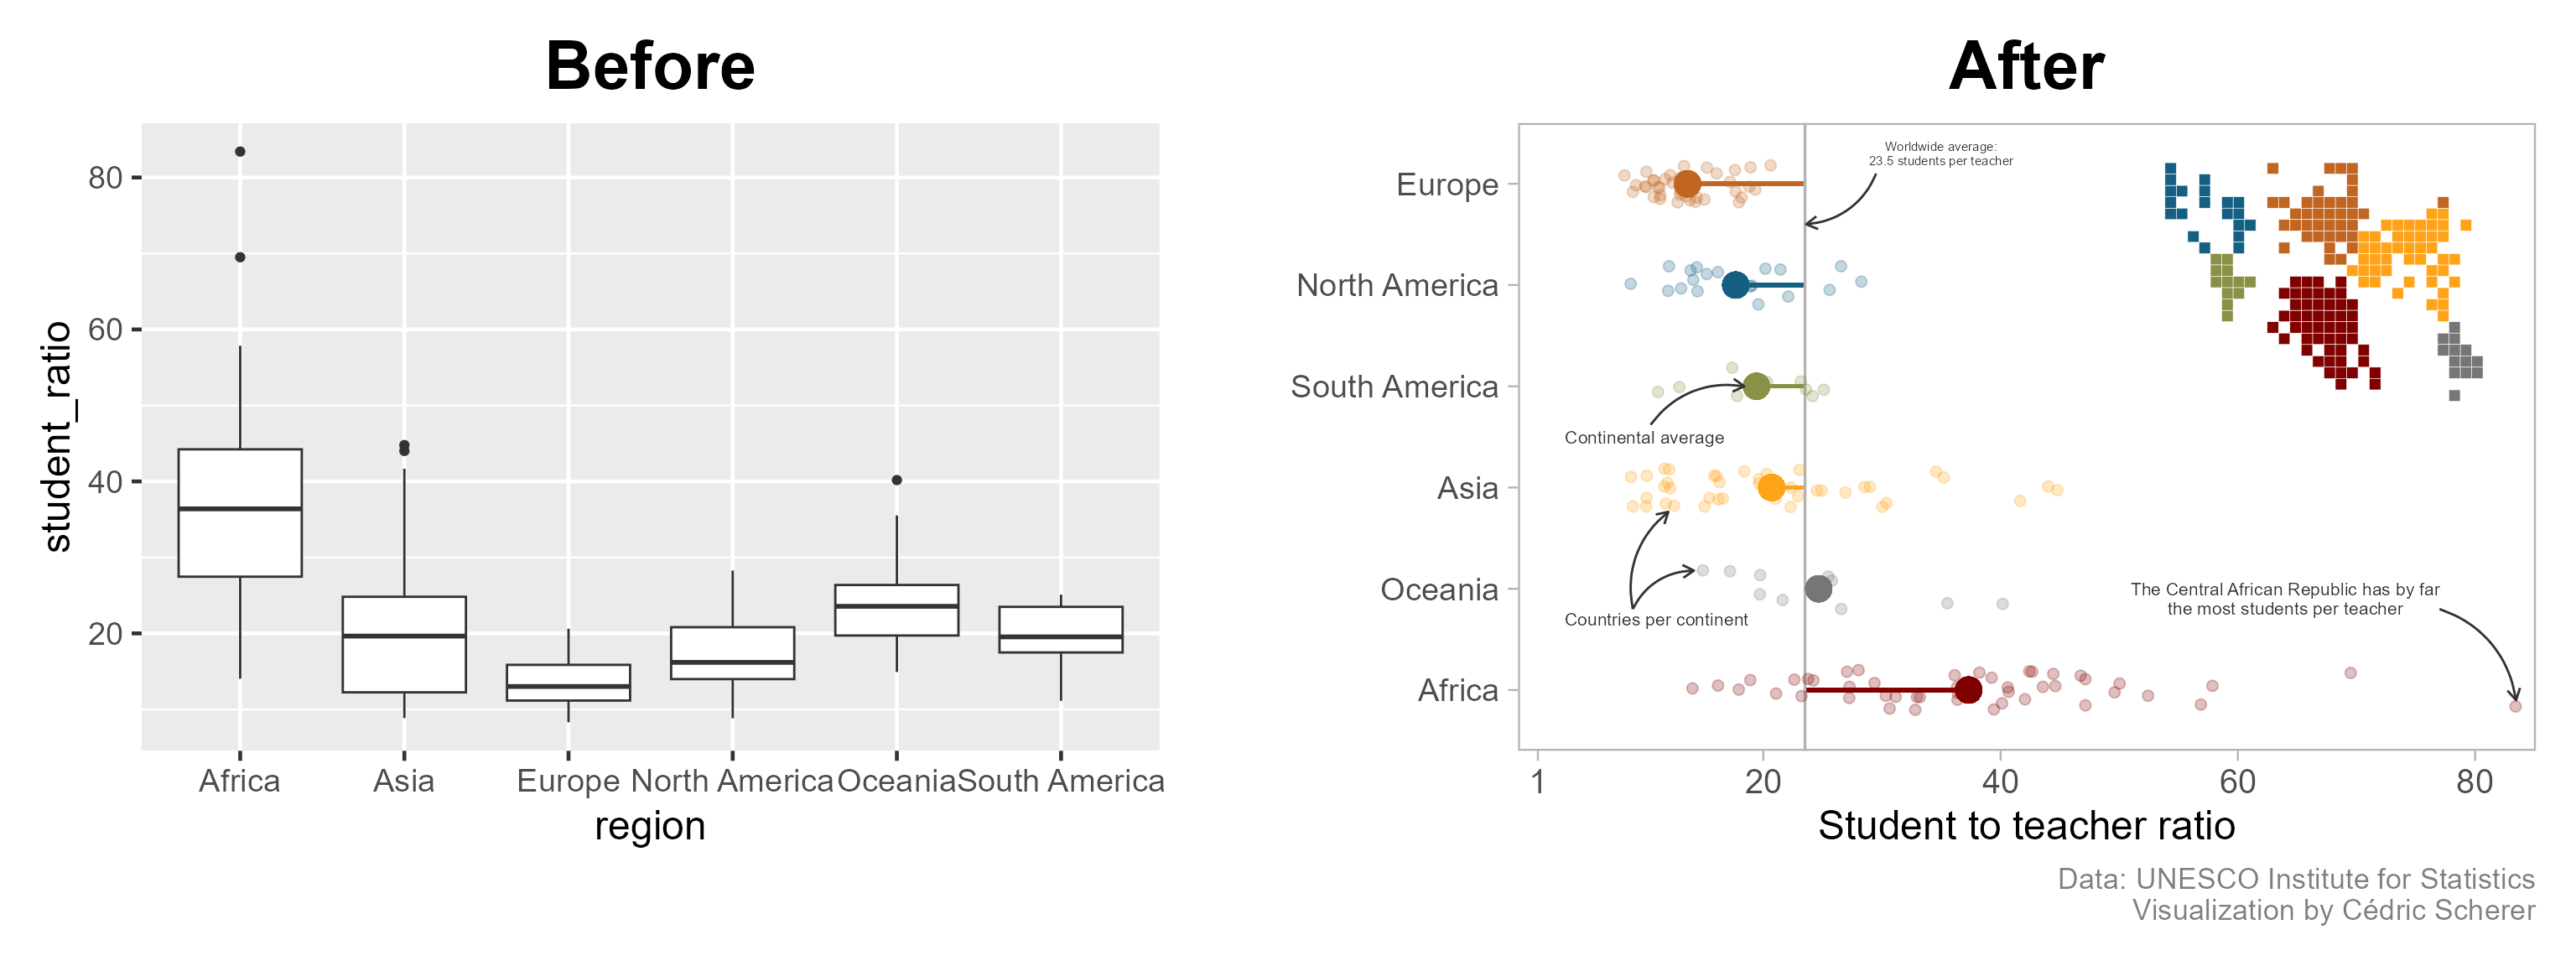 Before
student_ratio
80
60
40
20
Africa
Asia
Europe
North America
Oceania
South America
region
After
Worldwide average:
23.5 students per teacher
Europe
North America
South America
Continental average
Asia
Oceania
Countries per continent
The Central African Republic has by far
the most students per teacher
Africa
1
20
40
60
80
Student to teacher ratio
Data: UNESCO Institute for Statistics
Visualization by Cédric Scherer